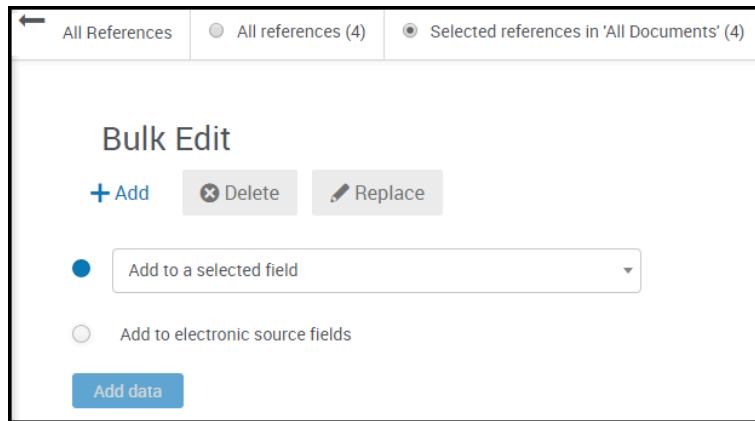 All References
All references (4)
Selected references in 'All Documents' (4)
Bulk Edit
Add
Delete
Replace
Add to a selected field
Add to electronic source fields
Add data